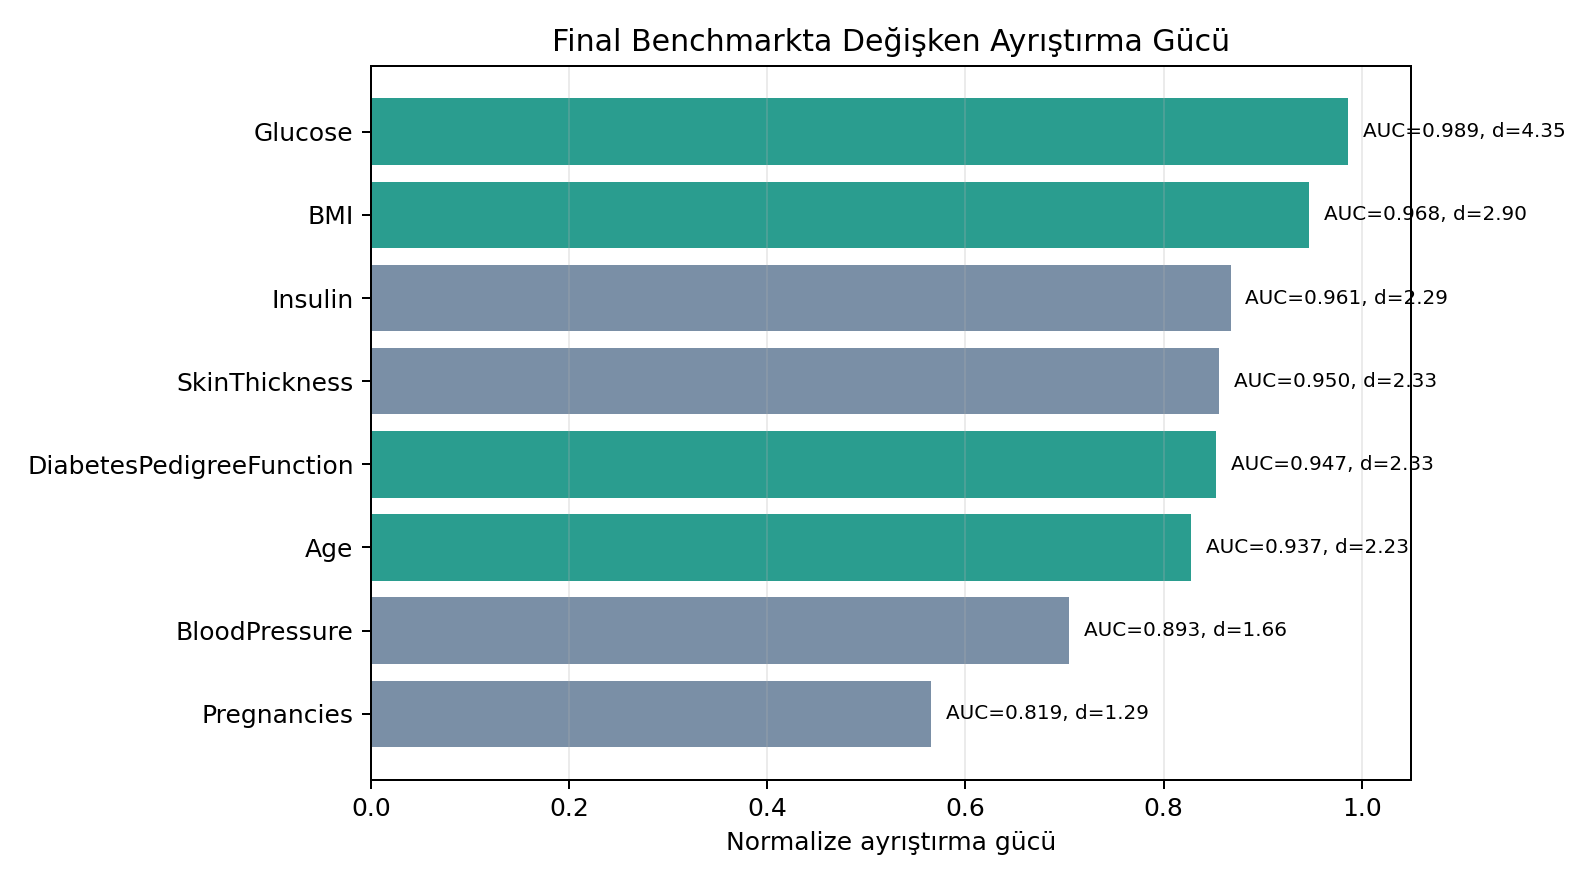 Final Benchmarkta Değişken Ayrıştırma Gücü
Glucose AUC=0.989, d=4.35
BMI AUC=0.968, d=2.90
Insulin AUC=0.961, d=2.29
SkinThickness AUC=0.950, d=2.33
DiabetesPedigreeFunction AUC=0.947, d=2.33
Age AUC=0.937, d=2.23
BloodPressure AUC=0.893, d=1.66
Pregnancies AUC=0.819, d=1.29
0.0 0.2 0.4 0.6 0.8 1.0
Normalize ayrıştırma gücü